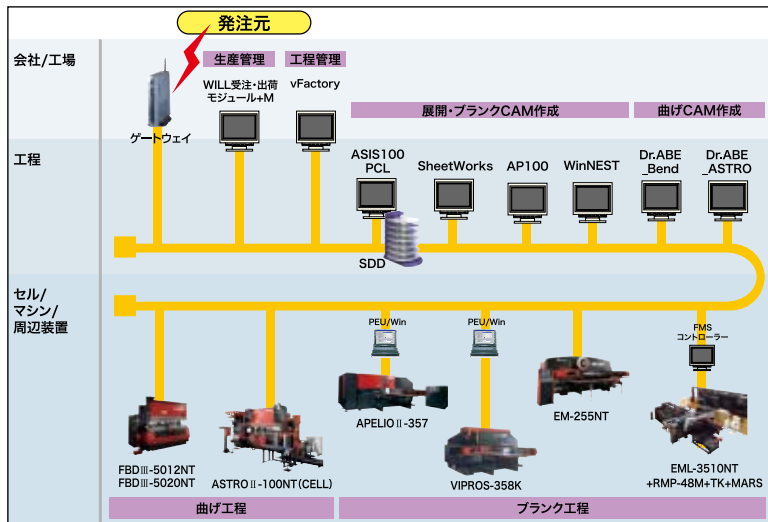 発注元
会社/工場
生産管理
工程管理
WILL受注・出荷
モジュール+M
vFactory
ゲートウェイ
展開・ブランクCAM作成
曲げCAM作成
工程
ASIS100
PCL
SheetWorks
AP100
WinNEST
Dr.ABE
_Bend
Dr.ABE
_ASTRO
SDD
セル/
マシン/
周辺装置
PEU/Win
PEU/Win
FMS
コントローラー
APELIOⅡ-357
EM-255NT
FBDⅢ-5012NT
FBDⅢ-5020NT
ASTROⅡ-100NT(CELL)
VIPROS-358K
EML-3510NT
+RMP-48M+TK+MARS
曲げ工程
ブランク工程